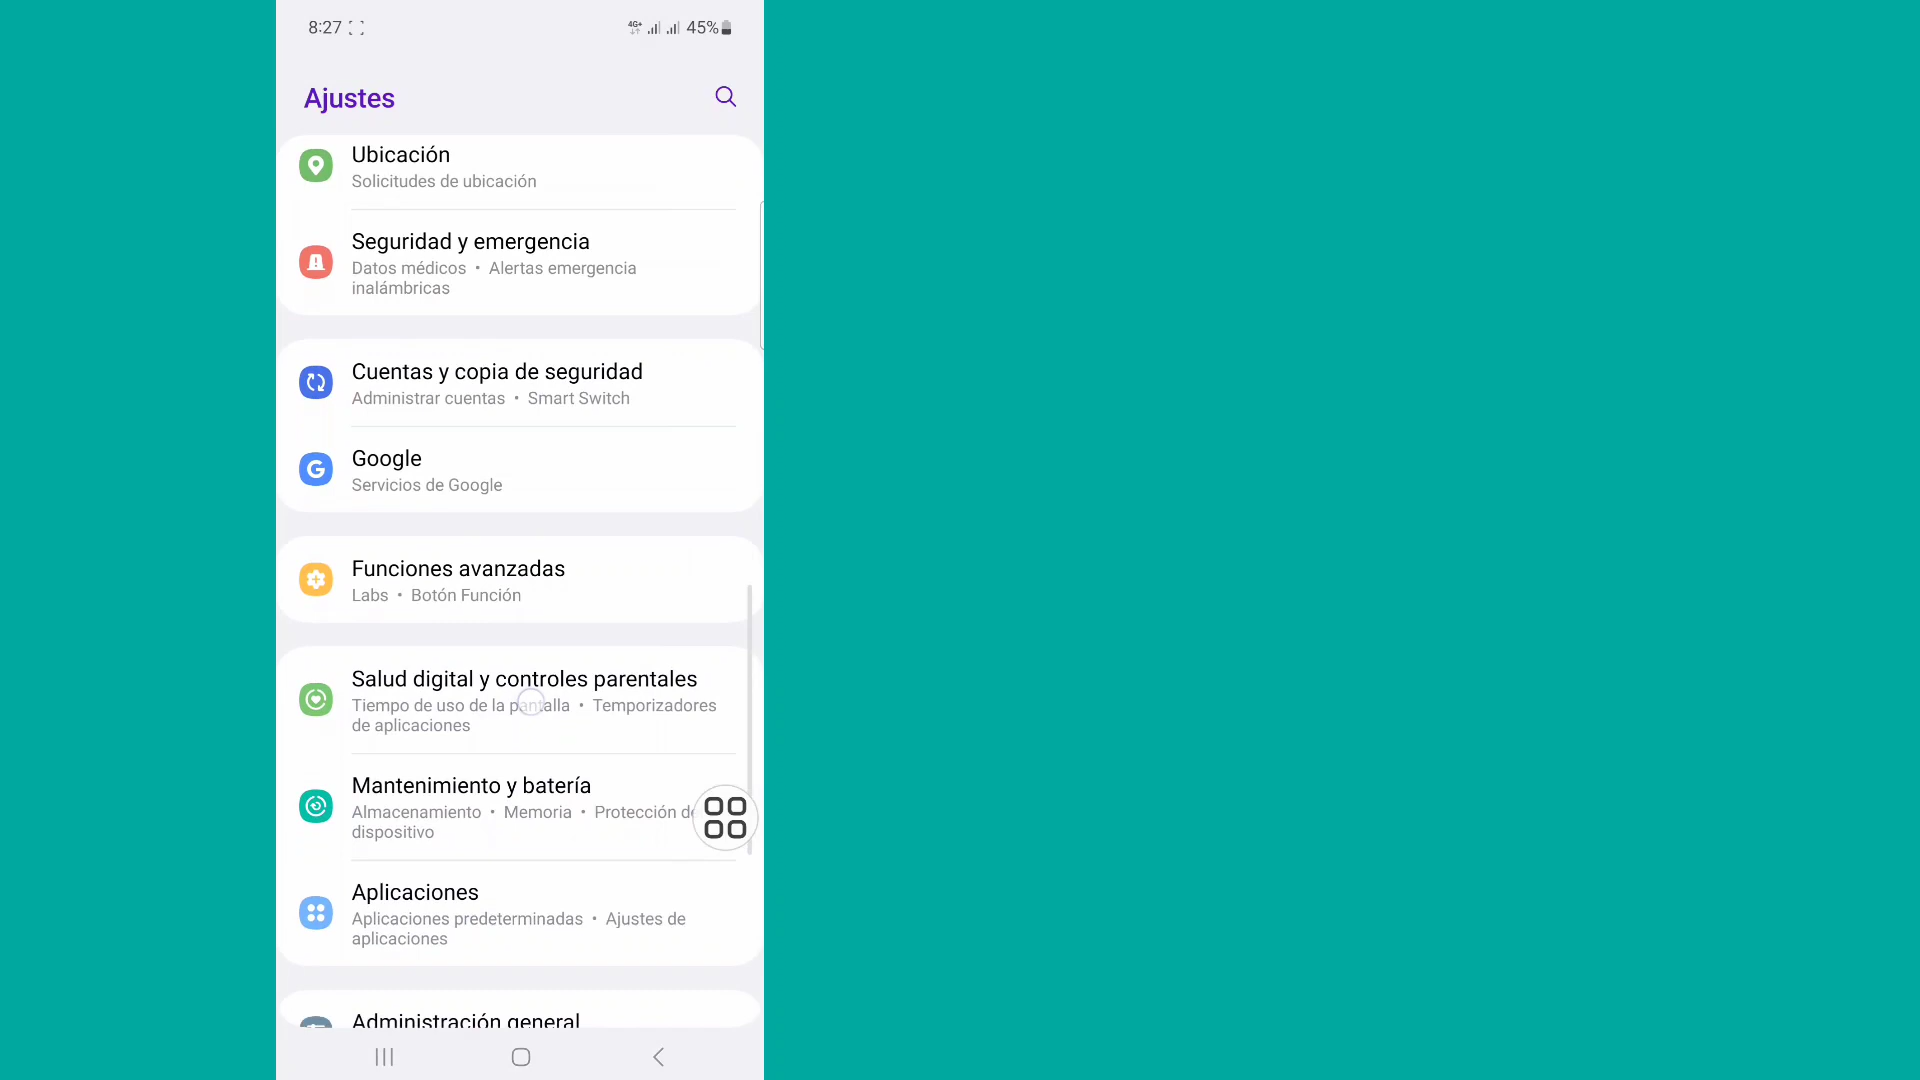 8:27
4G+ 45%
Ajustes
Ubicación
Solicitudes de ubicación
Seguridad y emergencia
Datos médicos • Alertas emergencia
inalámbricas
Cuentas y copia de seguridad
Administrar cuentas • Smart Switch
Google
Servicios de Google
Funciones avanzadas
Labs • Botón Función
Salud digital y controles parentales
Tiempo de uso de la pantalla • Temporizadores
de aplicaciones
Mantenimiento y batería
Almacenamiento • Memoria • Protección de
dispositivo
Aplicaciones
Aplicaciones predeterminadas • Ajustes de
aplicaciones
Administración general